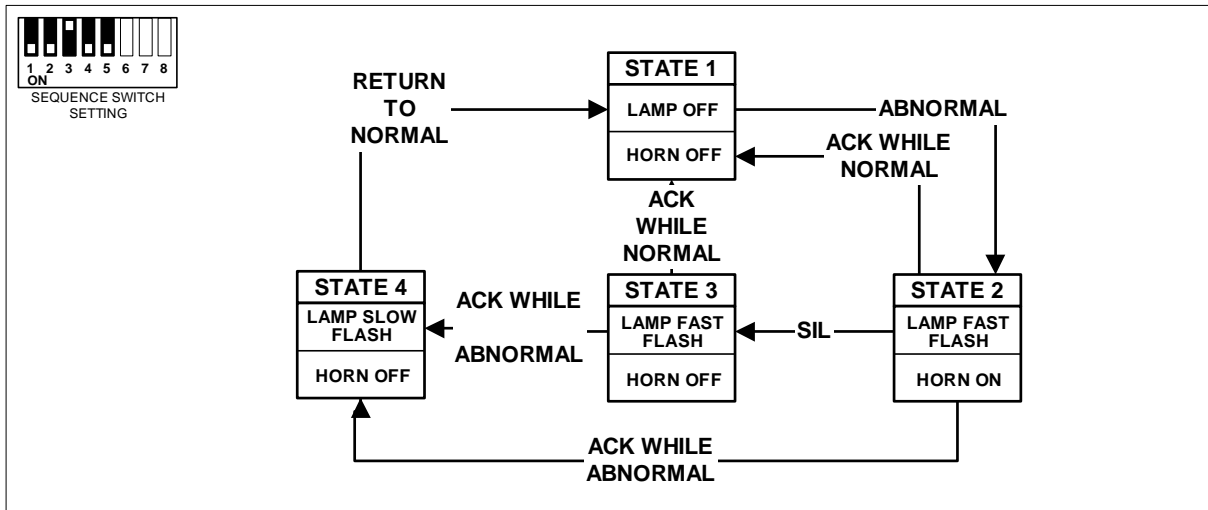 1 2 3 4 5 6 7 8
ON
SEQUENCE SWITCH
SETTING
RETURN
TO
NORMAL
STATE 1
LAMP OFF
HORN OFF
ABNORMAL
ACK WHILE
NORMAL
ACK
WHILE
NORMAL
STATE 4
LAMP SLOW
FLASH
HORN OFF
ACK WHILE
ABNORMAL
STATE 3
LAMP FAST
FLASH
HORN OFF
SIL
STATE 2
LAMP FAST
FLASH
HORN ON
ACK WHILE
ABNORMAL